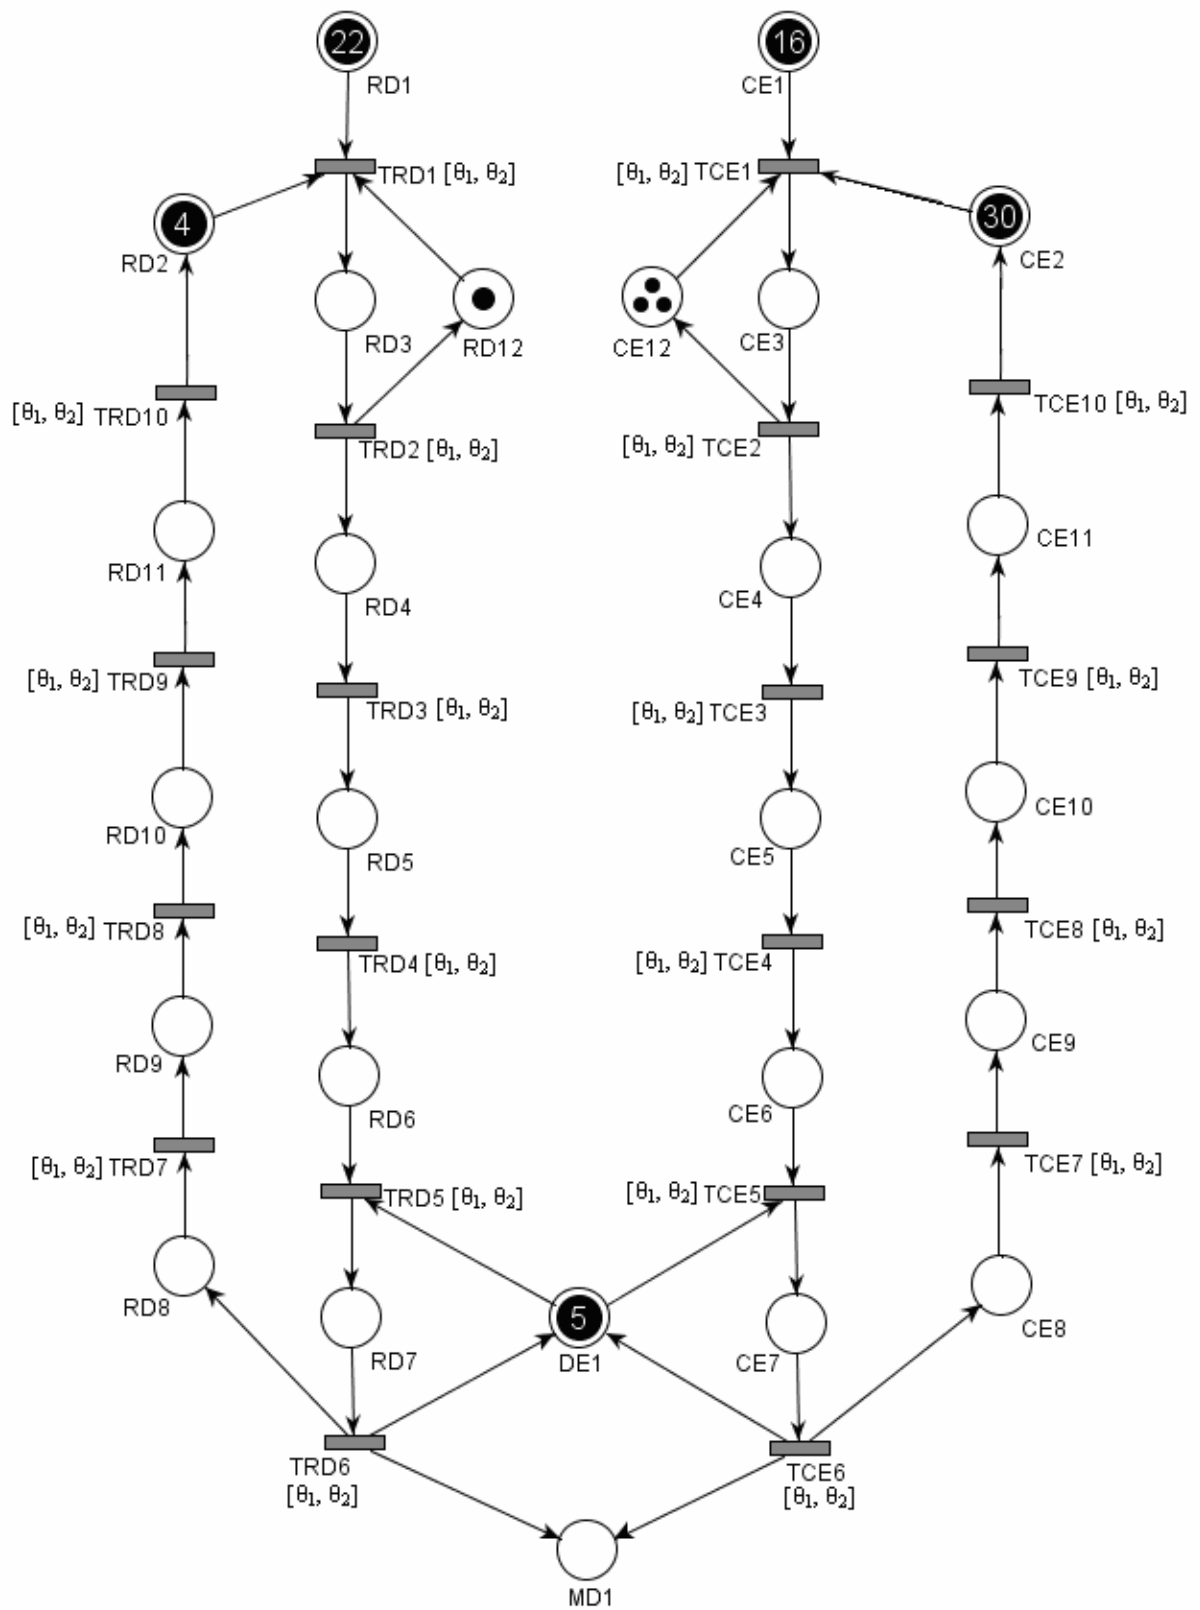 22
16
RD1
CE1
TRD1 [θ₁, θ₂]
[θ₁, θ₂] TCE1
4
30
RD2
CE2
RD3
RD12
CE12
CE3
[θ₁, θ₂] TRD10
TCE10 [θ₁, θ₂]
TRD2 [θ₁, θ₂]
[θ₁, θ₂] TCE2
RD11
CE11
RD4
CE4
[θ₁, θ₂] TRD9
TCE9 [θ₁, θ₂]
TRD3 [θ₁, θ₂]
[θ₁, θ₂] TCE3
RD10
CE10
RD5
CE5
[θ₁, θ₂] TRD8
TCE8 [θ₁, θ₂]
TRD4 [θ₁, θ₂]
[θ₁, θ₂] TCE4
RD9
CE9
RD6
CE6
[θ₁, θ₂] TRD7
TCE7 [θ₁, θ₂]
TRD5 [θ₁, θ₂]
[θ₁, θ₂] TCE5
RD8
5
CE8
RD7
DE1
CE7
TRD6
[θ₁, θ₂]
TCE6
[θ₁, θ₂]
MD1